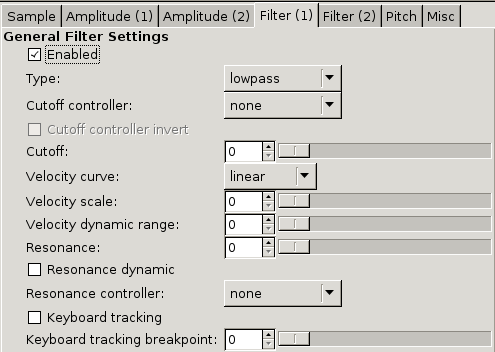 Sample Amplitude (1) Amplitude (2) Filter (1) Filter (2) Pitch Misc
General Filter Settings
Enabled
Type: lowpass
Cutoff controller: none
Cutoff controller invert
Cutoff: 0
Velocity curve: linear
Velocity scale: 0
Velocity dynamic range: 0
Resonance: 0
Resonance dynamic
Resonance controller: none
Keyboard tracking
Keyboard tracking breakpoint: 0